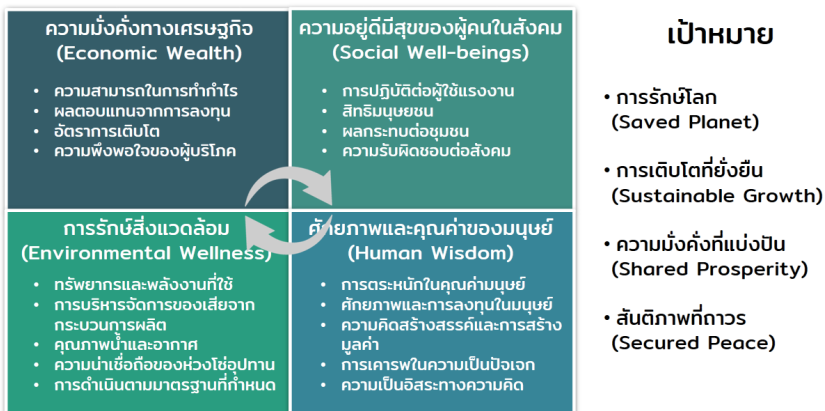 ความมั่งคั่งทางเศรษฐกิจ
(Economic Wealth)
• ความสามารถในการทำกำไร
• ผลตอบแทนจากการลงทุน
• อัตราการเติบโต
• ความพึงพอใจของผู้บริโภค
ความอยู่ดีมีสุขของผู้คนในสังคม
(Social Well-beings)
• การปฏิบัติต่อผู้ใช้แรงงาน
• สิทธิมนุษยชน
• ผลกระทบต่อชุมชน
• ความรับผิดชอบต่อสังคม
การรักษ์สิ่งแวดล้อม
(Environmental Wellness)
• ทรัพยากรและพลังงานที่ใช้
• การบริหารจัดการของเสียจาก
กระบวนการผลิต
• คุณภาพน้ำและอากาศ
• ความน่าเชื่อถือของห่วงโซ่อุปทาน
• การดำเนินตามมาตรฐานที่กำหนด
ศักยภาพและคุณค่าของมนุษย์
(Human Wisdom)
• การตระหนักในคุณค่ามนุษย์
• ศักยภาพและการลงทุนในมนุษย์
• ความคิดสร้างสรรค์และการสร้าง
มูลค่า
• การเคารพในความเป็นปัจเจก
• ความเป็นอิสระทางความคิด
เป้าหมาย
• การรักษ์โลก
(Saved Planet)
• การเติบโตที่ยั่งยืน
(Sustainable Growth)
• ความมั่งคั่งที่แบ่งปัน
(Shared Prosperity)
• สันติภาพที่ถาวร
(Secured Peace)